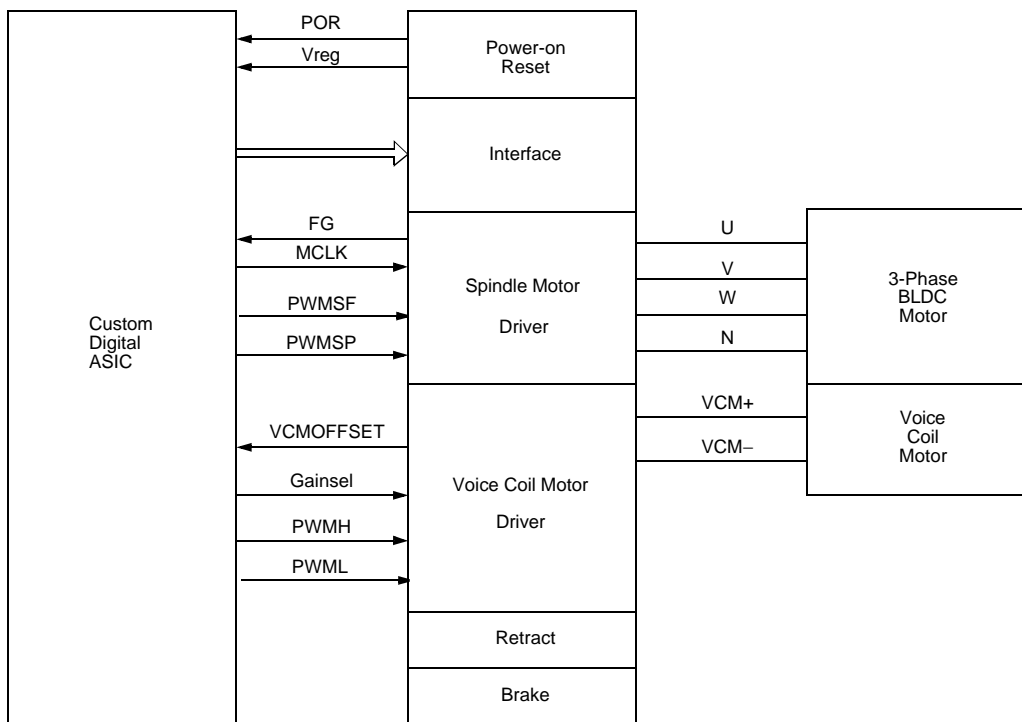 POR
Vreg
Power-on
Reset
Interface
FG
MCLK
PWMSF
PWMSP
Spindle Motor
Driver
U
V
W
N
3-Phase
BLDC
Motor
Custom
Digital
ASIC
VCMOFFSET
Gainsel
PWMH
PWML
Voice Coil Motor
Driver
VCM+
VCM−
Voice
Coil
Motor
Retract
Brake